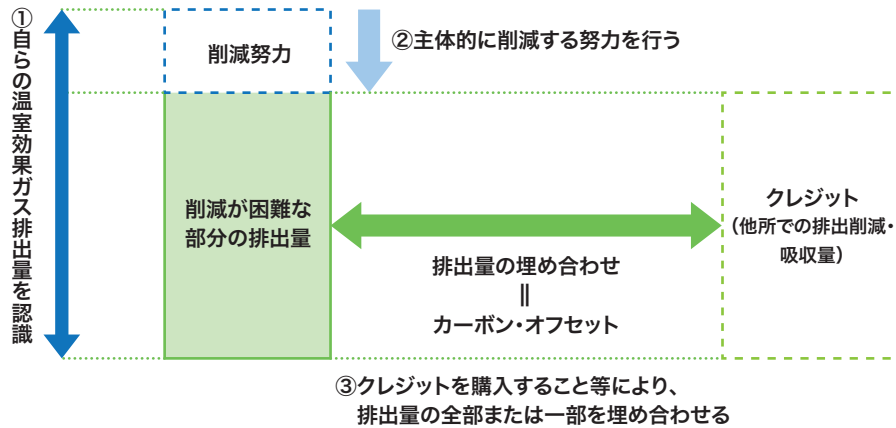 ①自らの温室効果ガス排出量を認識
削減努力
②主体的に削減する努力を行う
削減が困難な
部分の排出量
排出量の埋め合わせ
||
カーボン・オフセット
クレジット
(他所での排出削減・
吸収量)
③クレジットを購入すること等により、
排出量の全部または一部を埋め合わせる